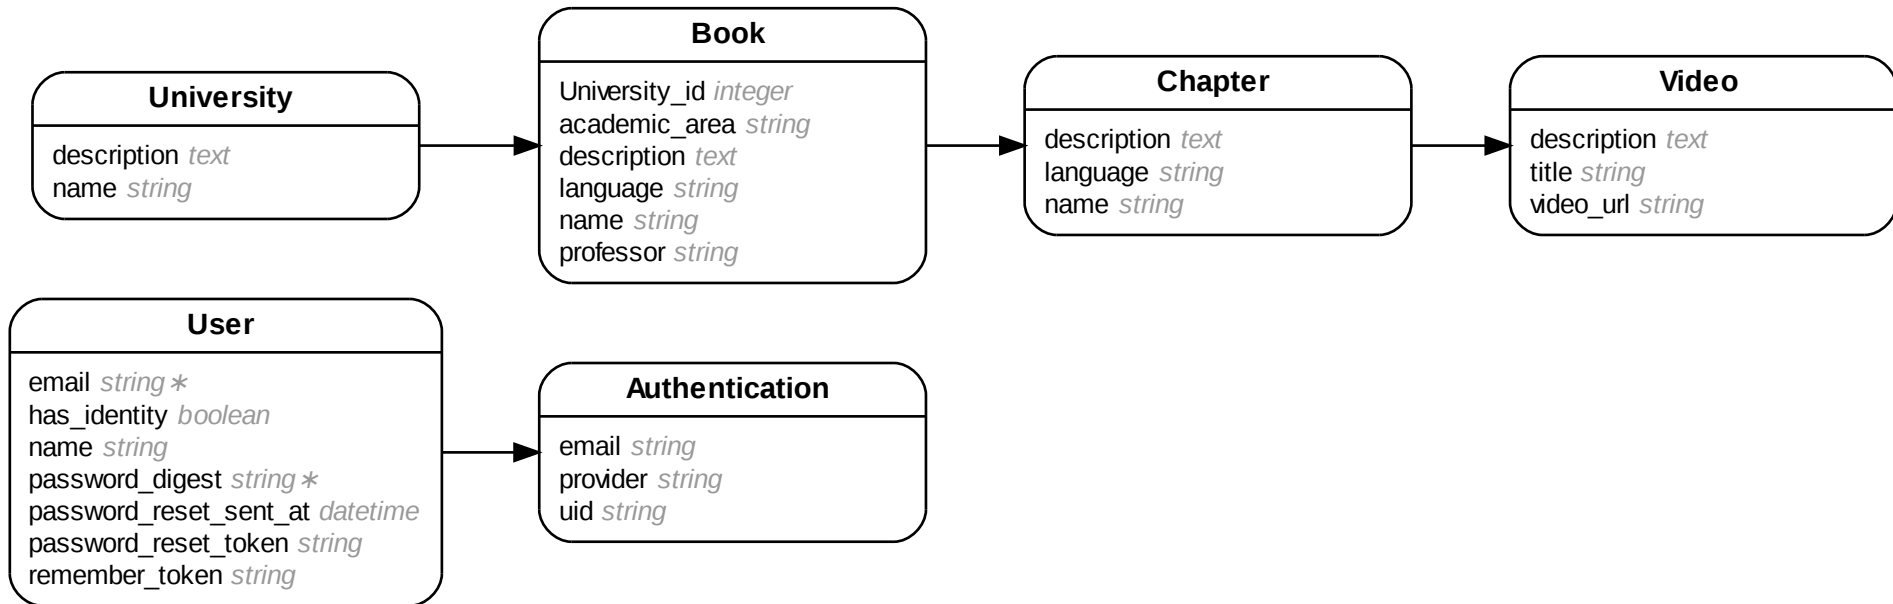 University
description text
name string
Book
University_id integer
academic_area string
description text
language string
name string
professor string
Chapter
description text
language string
name string
Video
description text
title string
video_url string
User
email string ∗
has_identity boolean
name string
password_digest string ∗
password_reset_sent_at datetime
password_reset_token string
remember_token string
Authentication
email string
provider string
uid string